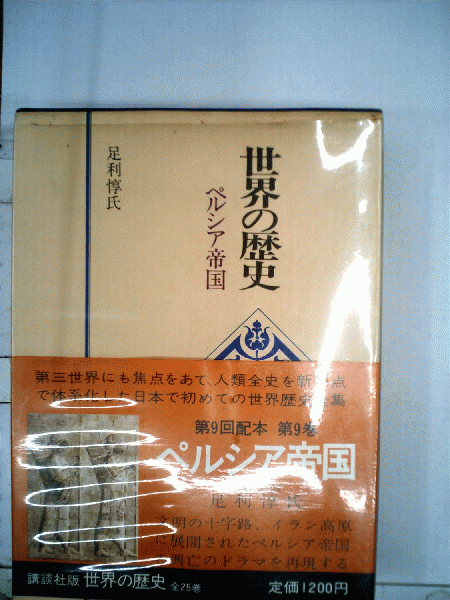 世界の歴史
ペルシア帝国
足利惇氏
第三世界にも焦点をあて、人類全史を新
点
で体系化した日本で初めての世界歴史
集
第9回配本 第9巻
ペルシア帝国
足利惇氏
文明の十字路、イラン高原
に展開されたペルシア帝国
興亡のドラマを再現する
講談社版 世界の歴史 全25巻
定価1200円